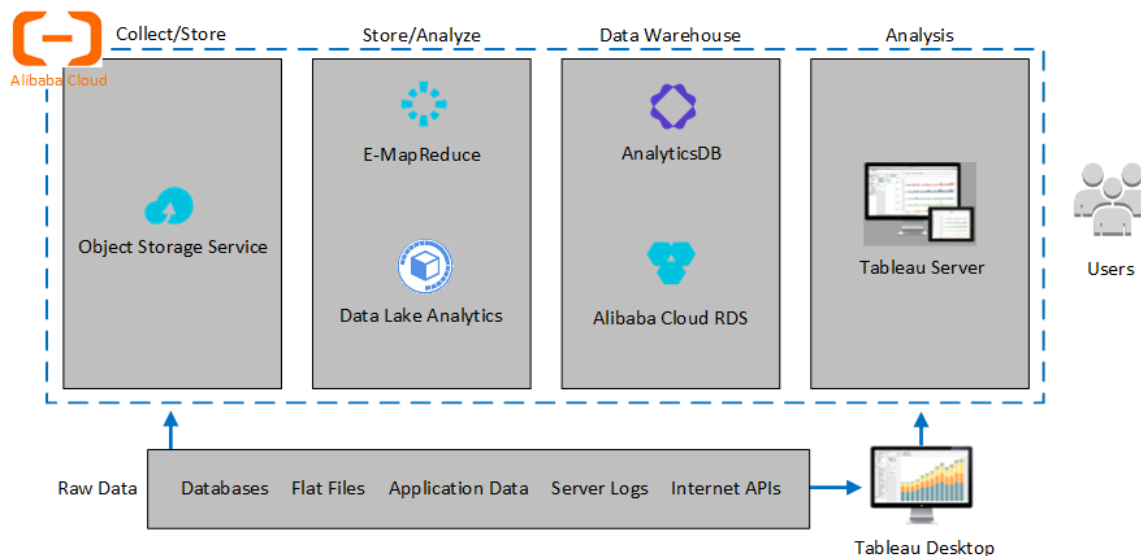 Collect/Store
Store/Analyze
Data Warehouse
Analysis
Alibaba Cloud
E-MapReduce
AnalyticsDB
Object Storage Service
Tableau Server
Users
Data Lake Analytics
Alibaba Cloud RDS
Raw Data
Databases
Flat Files
Application Data
Server Logs
Internet APIs
Tableau Desktop